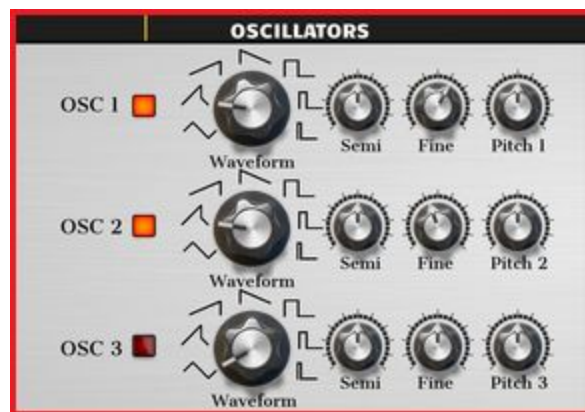 OSCILLATORS
OSC 1
Waveform
Semi
Fine
Pitch 1
OSC 2
Waveform
Semi
Fine
Pitch 2
OSC 3
Waveform
Semi
Fine
Pitch 3